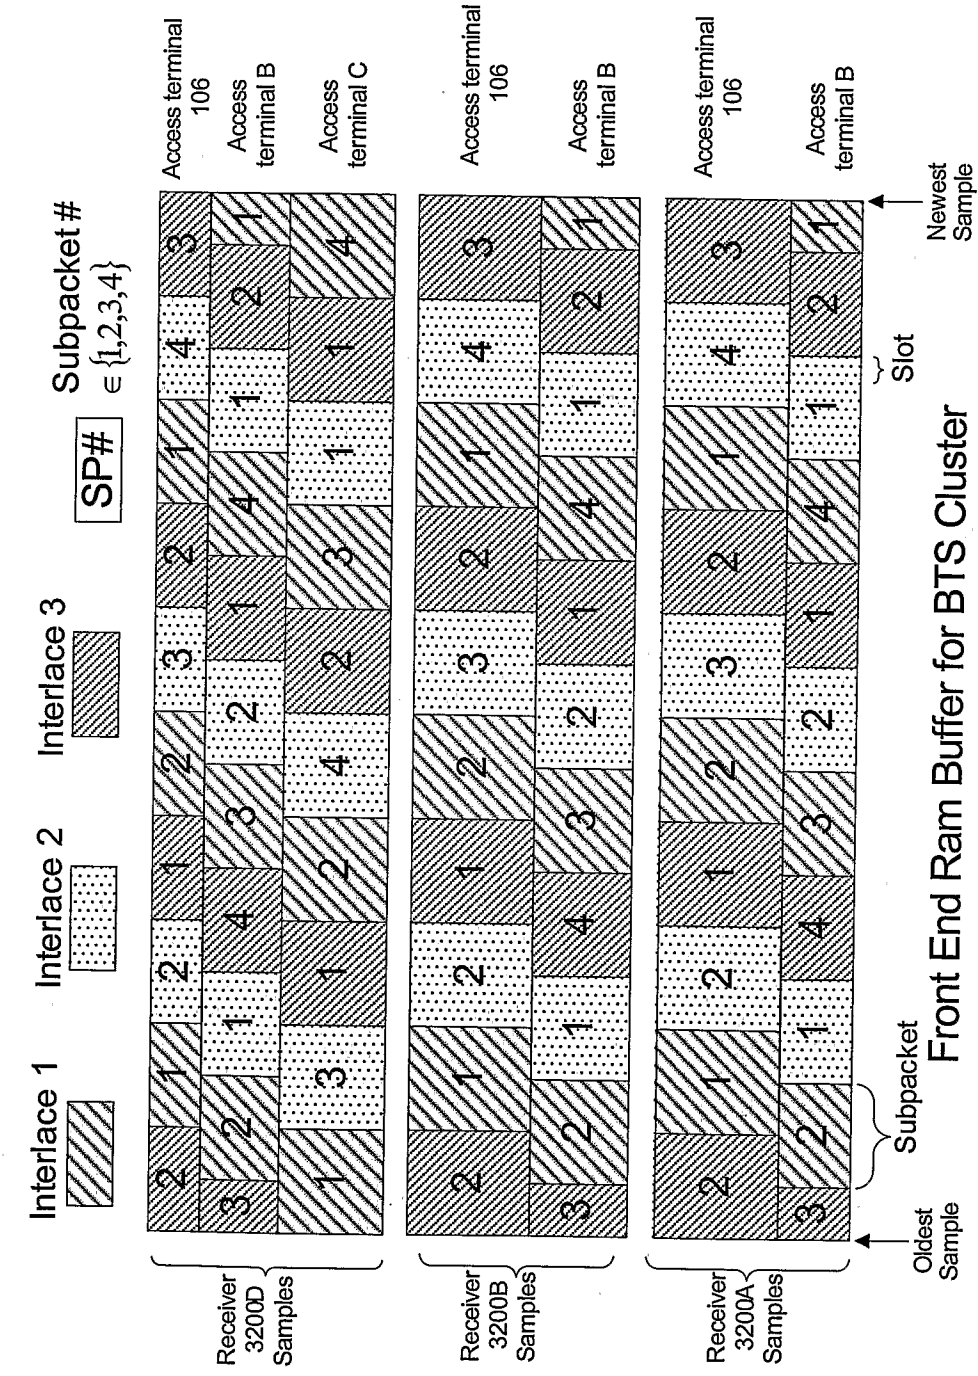 Interlace 1
Interlace 2
Interlace 3
SP#
Subpacket #
∈ {1,2,3,4}
Receiver
3200D
Samples
2 1 2 1 2 3 2 1 4 3
Access terminal
106
3 2 1 4 3 2 1 4 1 2 1
Access
terminal B
1 3 1 2 4 2 3 1 1 4
Access
terminal C
Receiver
3200B
Samples
2 1 2 1 2 3 2 1 4 3
Access terminal
106
3 2 1 4 3 2 1 4 1 2 1
Access
terminal B
Receiver
3200A
Samples
2 1 2 1 2 3 2 1 4 3
Access terminal
106
3 2 1 4 3 2 1 4 1 2 1
Access
terminal B
Oldest
Sample
Subpacket
Slot
Newest
Sample
Front End Ram Buffer for BTS Cluster